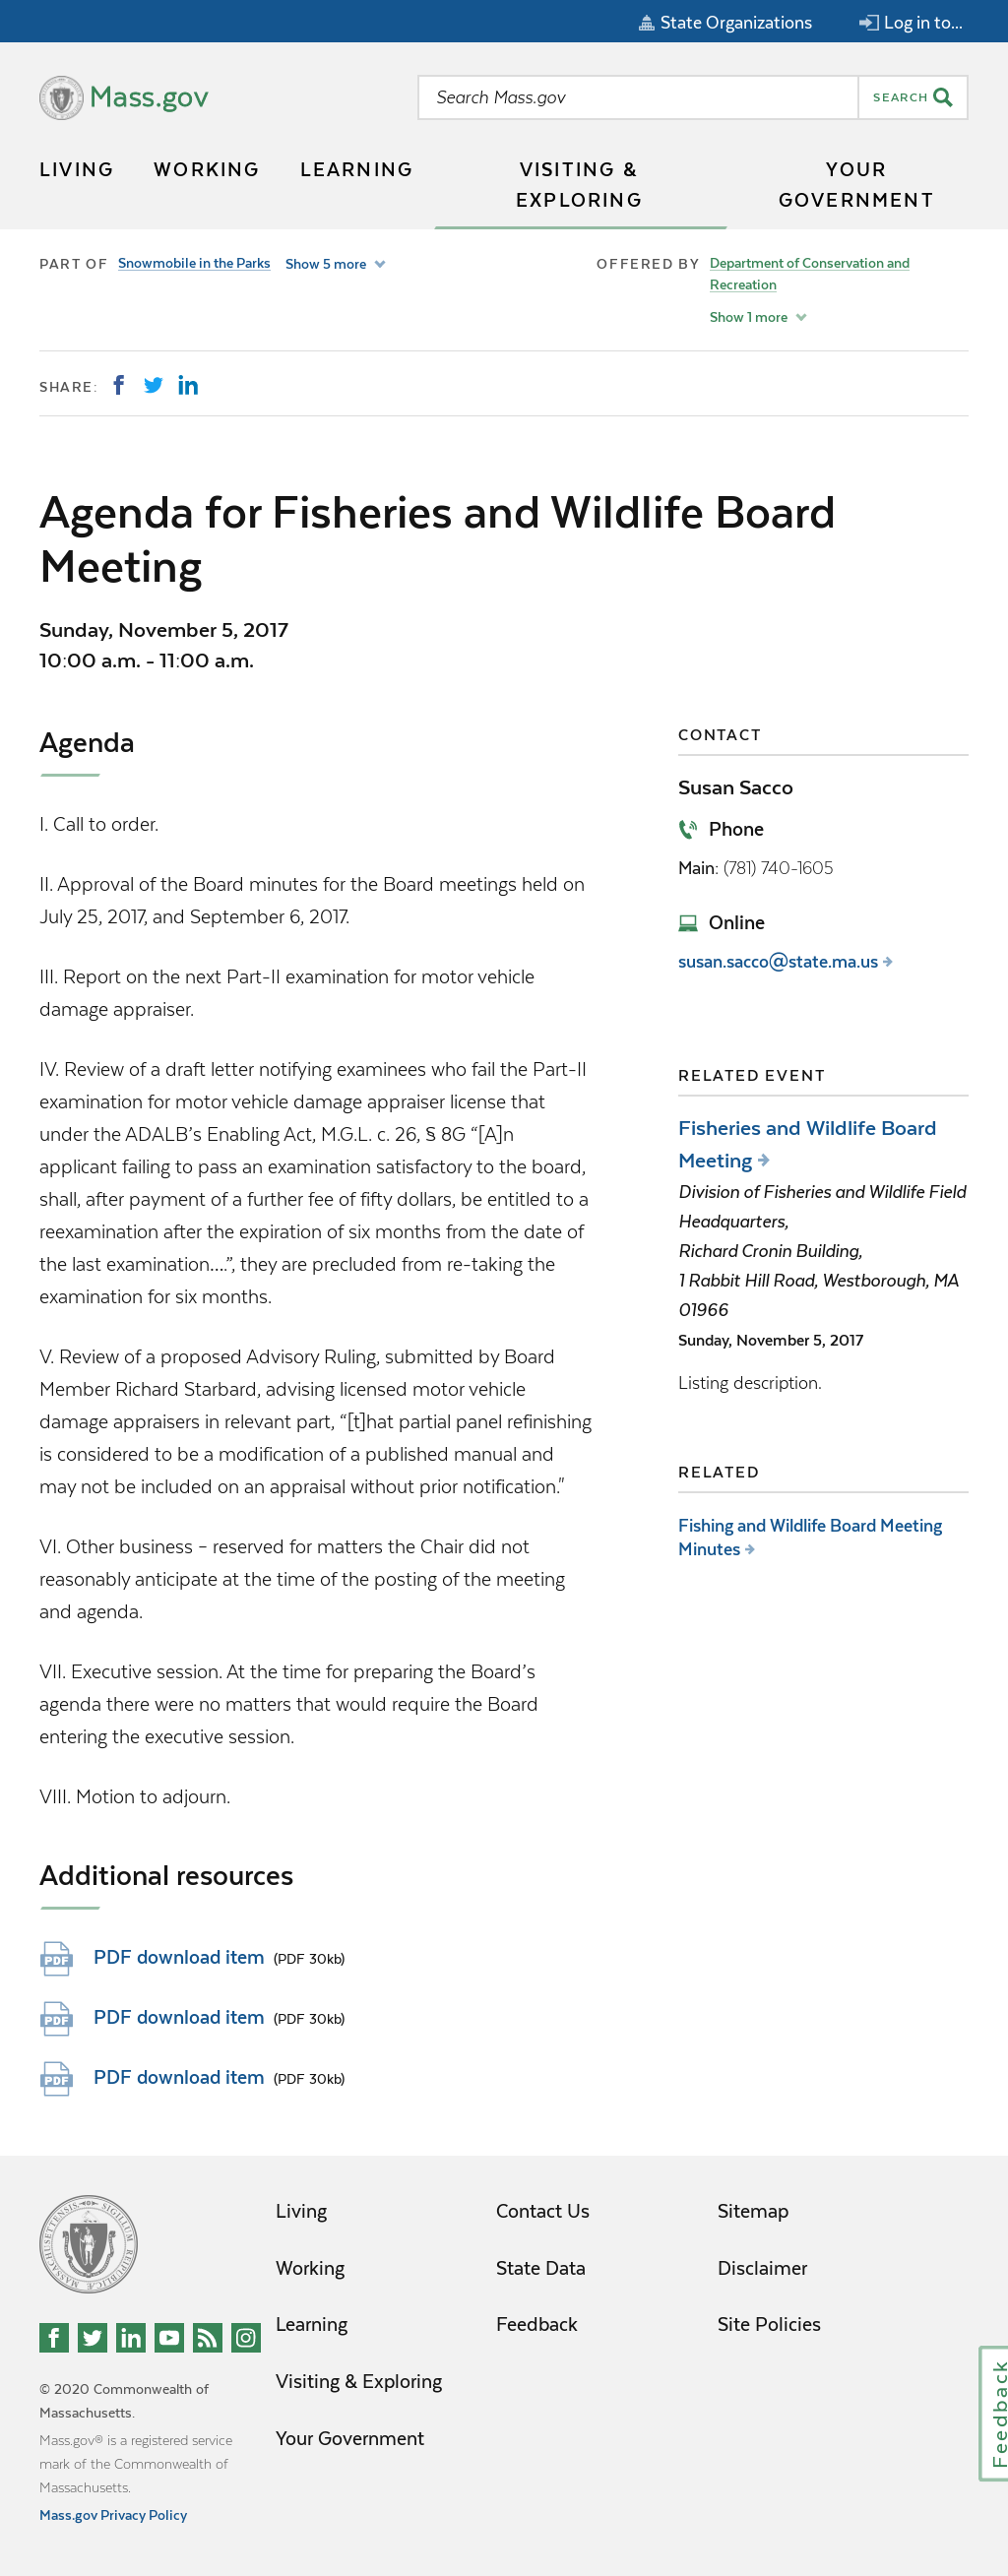 State Organizations
Log in to...
Mass.gov
Search Mass.gov
SEARCH
LIVING
WORKING
LEARNING
VISITING &
EXPLORING
YOUR
GOVERNMENT
PART OF
Snowmobile in the Parks
Show 5 more
OFFERED BY
Department of Conservation and
Recreation
Show 1 more
SHARE:
Agenda for Fisheries and Wildlife Board
Meeting
Sunday, November 5, 2017
10:00 a.m. - 11:00 a.m.
Agenda
I. Call to order.
II. Approval of the Board minutes for the Board meetings held on
July 25, 2017, and September 6, 2017.
III. Report on the next Part-II examination for motor vehicle
damage appraiser.
IV. Review of a draft letter notifying examinees who fail the Part-II
examination for motor vehicle damage appraiser license that
under the ADALB’s Enabling Act, M.G.L. c. 26, § 8G “[A]n
applicant failing to pass an examination satisfactory to the board,
shall, after payment of a further fee of fifty dollars, be entitled to a
reexamination after the expiration of six months from the date of
the last examination….”, they are precluded from re-taking the
examination for six months.
V. Review of a proposed Advisory Ruling, submitted by Board
Member Richard Starbard, advising licensed motor vehicle
damage appraisers in relevant part, “[t]hat partial panel refinishing
is considered to be a modification of a published manual and
may not be included on an appraisal without prior notification."
VI. Other business – reserved for matters the Chair did not
reasonably anticipate at the time of the posting of the meeting
and agenda.
VII. Executive session. At the time for preparing the Board’s
agenda there were no matters that would require the Board
entering the executive session.
VIII. Motion to adjourn.
Additional resources
PDF
PDF download item (PDF 30kb)
PDF
PDF download item (PDF 30kb)
PDF
PDF download item (PDF 30kb)
CONTACT
Susan Sacco
Phone
Main: (781) 740-1605
Online
susan.sacco@state.ma.us
RELATED EVENT
Fisheries and Wildlife Board
Meeting
Division of Fisheries and Wildlife Field
Headquarters,
Richard Cronin Building,
1 Rabbit Hill Road, Westborough, MA
01966
Sunday, November 5, 2017
Listing description.
RELATED
Fishing and Wildlife Board Meeting
Minutes
Living
Working
Learning
Visiting & Exploring
Your Government
Contact Us
State Data
Feedback
Sitemap
Disclaimer
Site Policies
© 2020 Commonwealth of
Massachusetts.
Mass.gov® is a registered service
mark of the Commonwealth of
Massachusetts.
Mass.gov Privacy Policy
Feedback